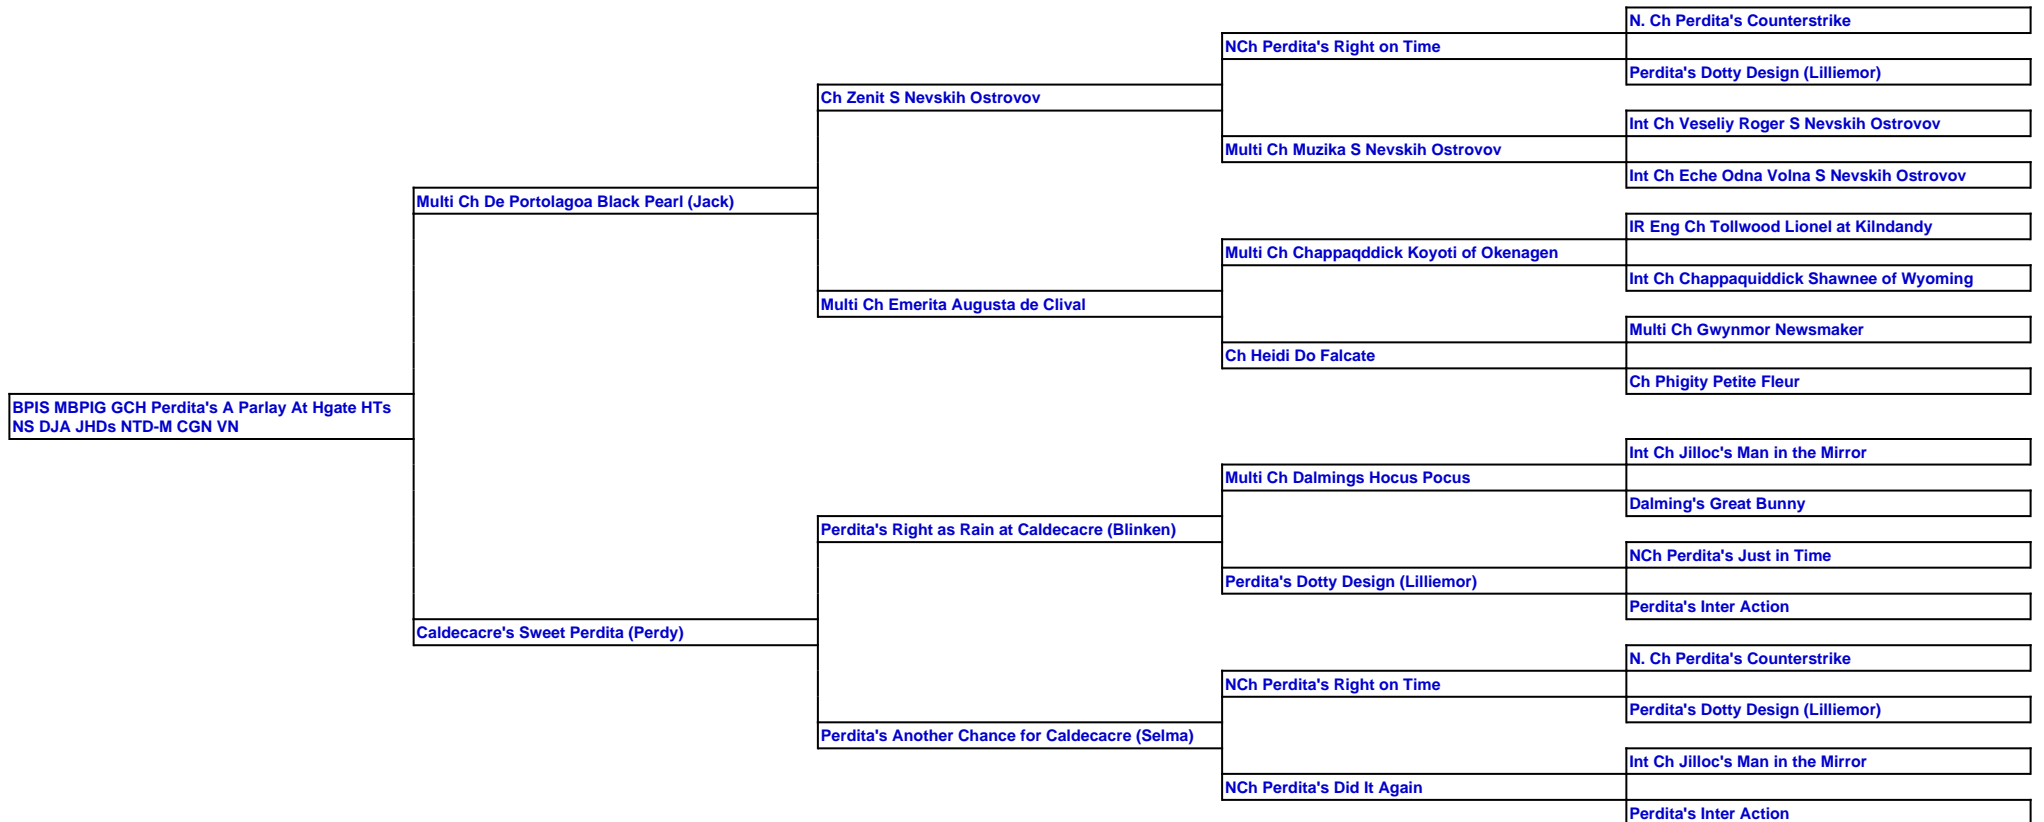 N. Ch Perdita's Counterstrike
NCh Perdita's Right on Time
Perdita's Dotty Design (Lilliemor)
Ch Zenit S Nevskih Ostrovov
Int Ch Veseliy Roger S Nevskih Ostrovov
Multi Ch Muzika S Nevskih Ostrovov
Int Ch Eche Odna Volna S Nevskih Ostrovov
Multi Ch De Portolagoa Black Pearl (Jack)
IR Eng Ch Tollwood Lionel at Kilndandy
Multi Ch Chappaqddick Koyoti of Okenagen
Int Ch Chappaquiddick Shawnee of Wyoming
Multi Ch Emerita Augusta de Clival
Multi Ch Gwynmor Newsmaker
Ch Heidi Do Falcate
Ch Phigity Petite Fleur
BPIS MBPIG GCH Perdita's A Parlay At Hgate HTs
NS DJA JHDs NTD-M CGN VN
Int Ch Jilloc's Man in the Mirror
Multi Ch Dalmings Hocus Pocus
Dalming's Great Bunny
Perdita's Right as Rain at Caldecacre (Blinken)
NCh Perdita's Just in Time
Perdita's Dotty Design (Lilliemor)
Perdita's Inter Action
Caldecacre's Sweet Perdita (Perdy)
N. Ch Perdita's Counterstrike
NCh Perdita's Right on Time
Perdita's Dotty Design (Lilliemor)
Perdita's Another Chance for Caldecacre (Selma)
Int Ch Jilloc's Man in the Mirror
NCh Perdita's Did It Again
Perdita's Inter Action